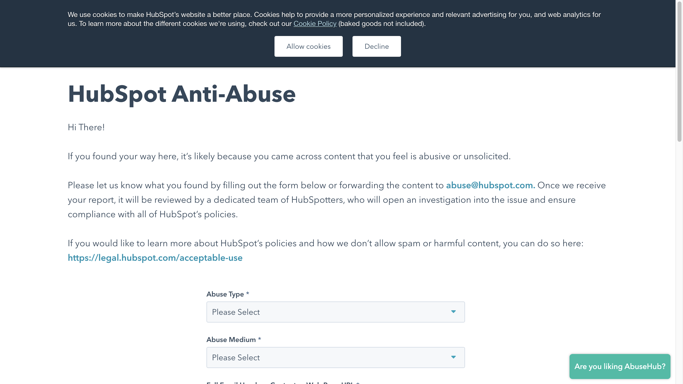 We use cookies to make HubSpot's website a better place. Cookies help to provide a more personalized experience and relevant advertising for you, and web analytics for
us. To learn more about the different cookies we're using, check out our Cookie Policy (baked goods not included).
Allow cookies
Decline
HubSpot Anti-Abuse
Hi There!
If you found your way here, it's likely because you came across content that you feel is abusive or unsolicited.
Please let us know what you found by filling out the form below or forwarding the content to abuse@hubspot.com. Once we receive
your report, it will be reviewed by a dedicated team of HubSpotters, who will open an investigation into the issue and ensure
compliance with all of HubSpot's policies.
If you would like to learn more about HubSpot's policies and how we don't allow spam or harmful content, you can do so here:
https://legal.hubspot.com/acceptable-use
Abuse Type *
Please Select
Abuse Medium *
Please Select
Are you liking AbuseHub?